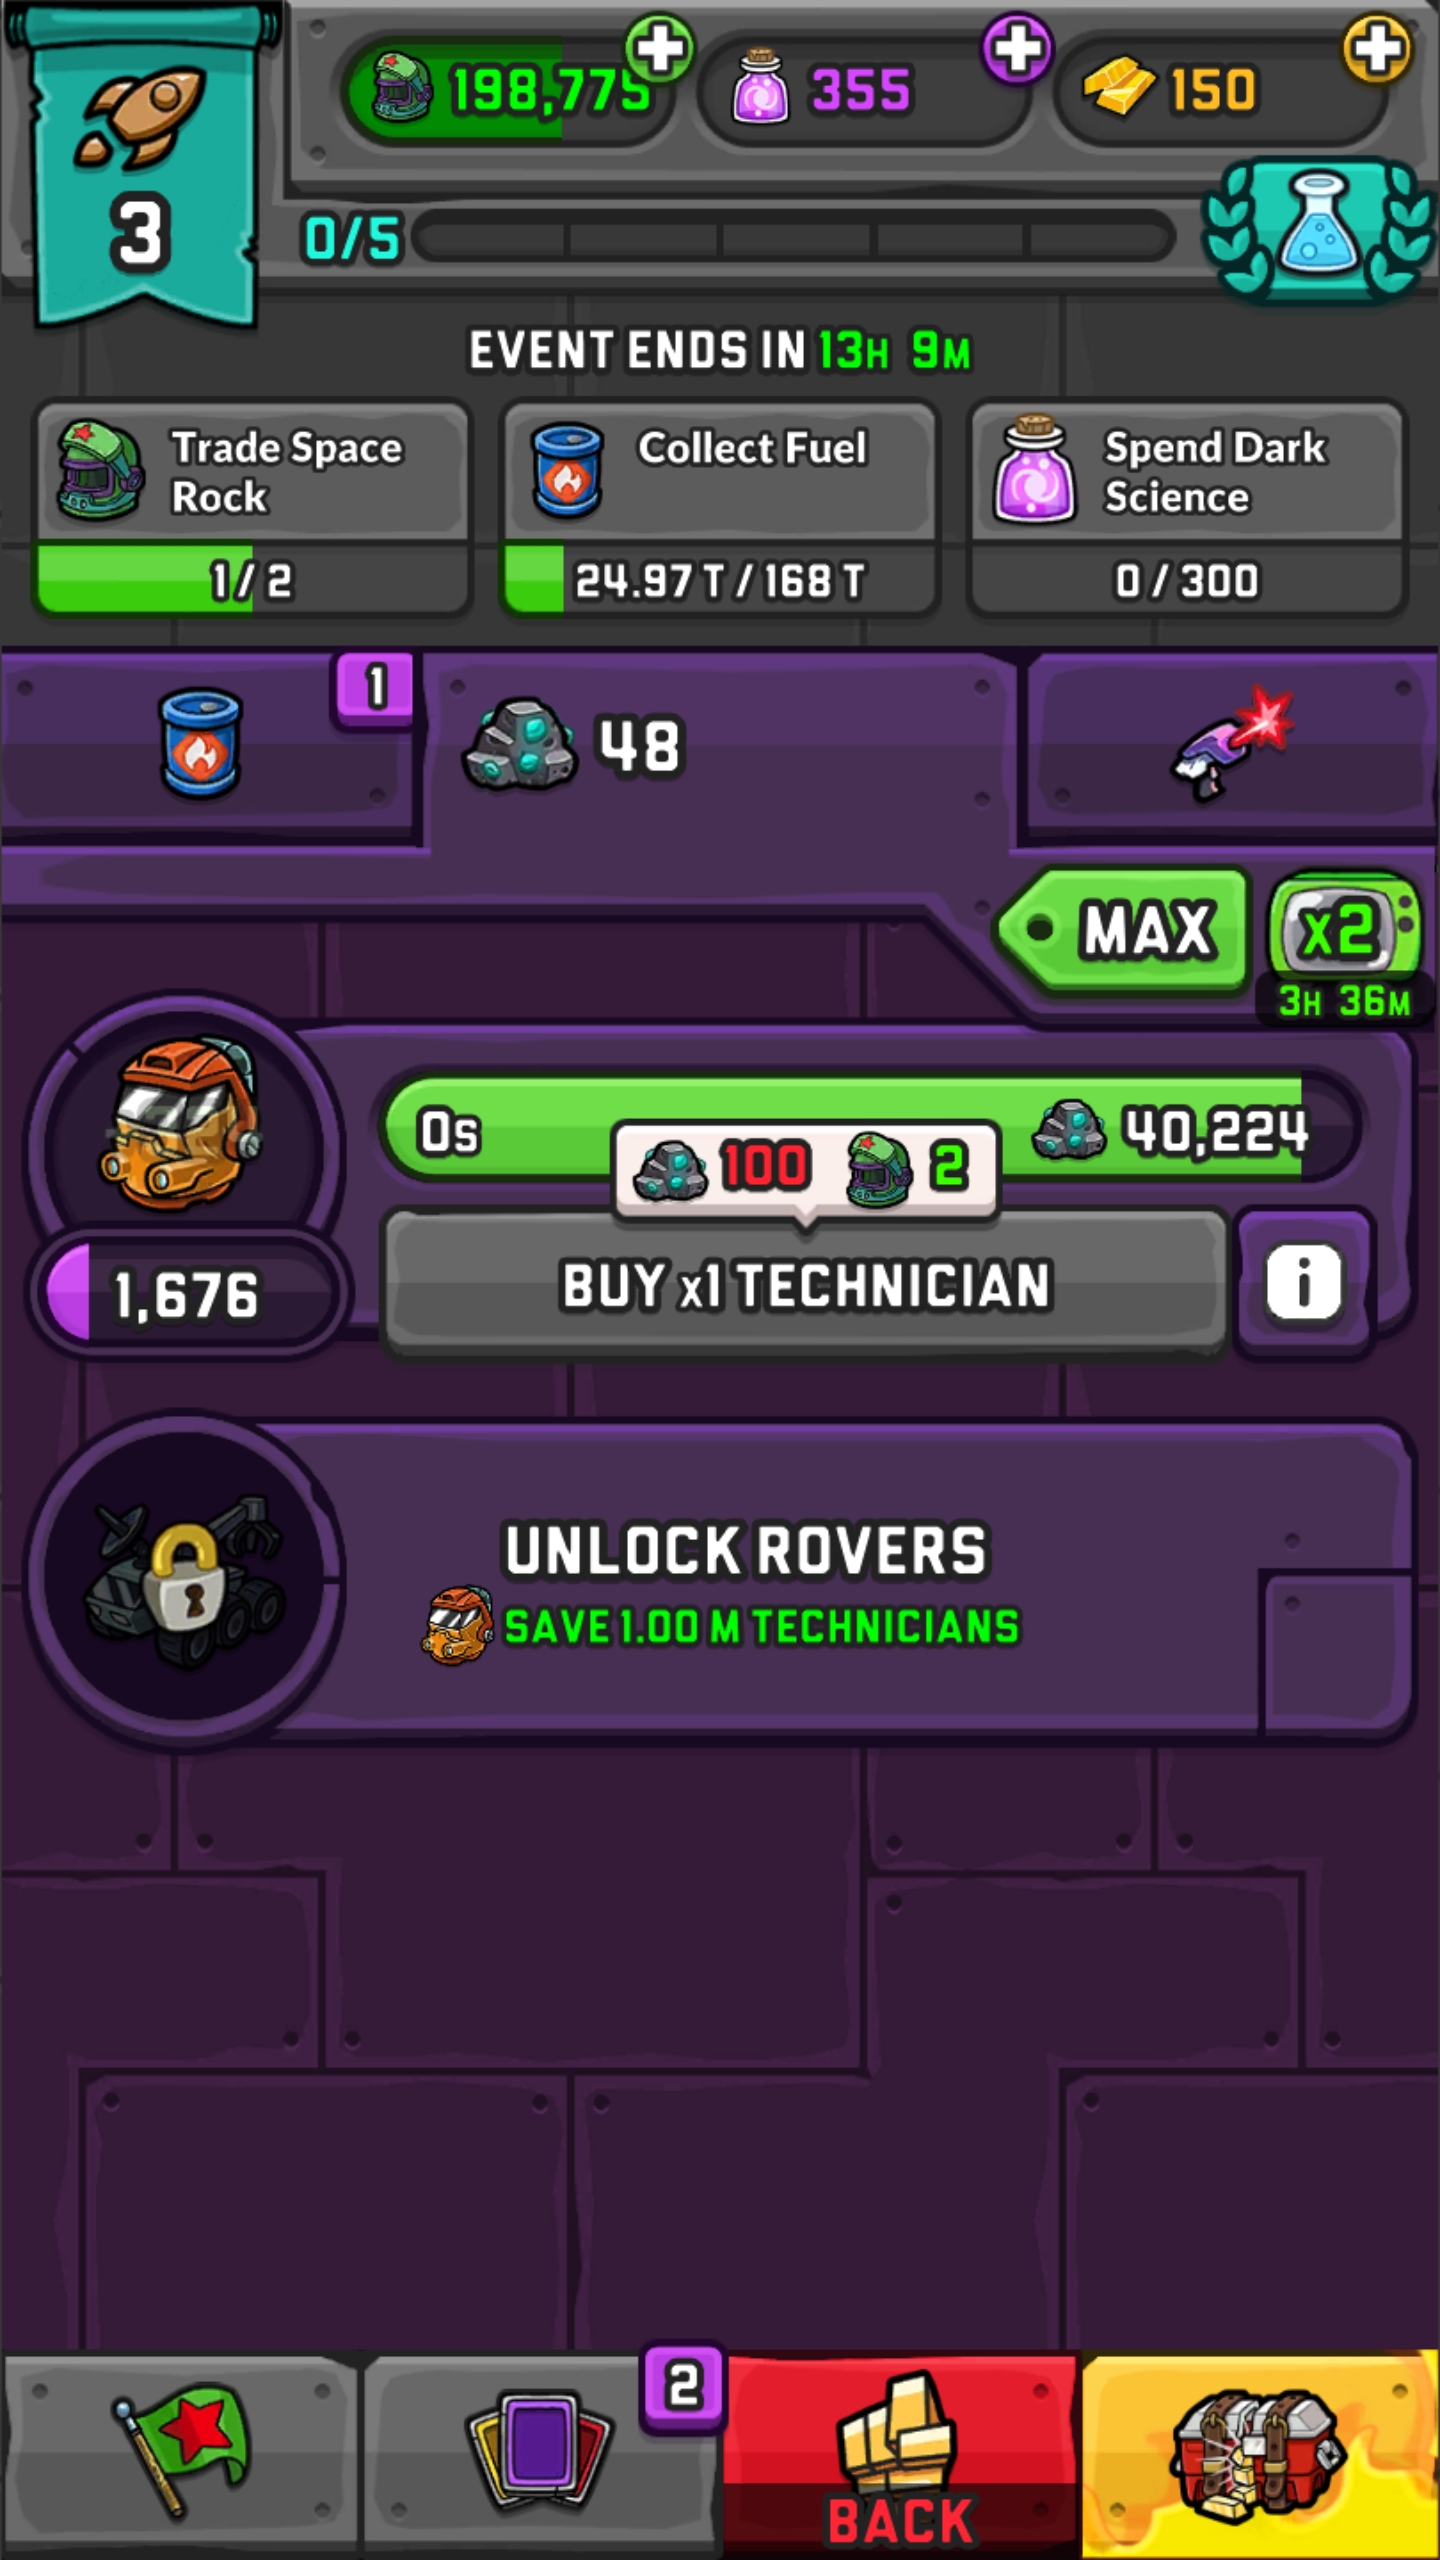 198,775
355
150
3
0/5
EVENT ENDS IN 13H 9M
Trade Space
Rock
1 / 2
Collect Fuel
24.97 T / 168 T
Spend Dark
Science
0 / 300
1
48
MAX
x2
3H 36M
0s
40,224
100 2
1,676
BUY x1 TECHNICIAN
i
UNLOCK ROVERS
SAVE 1.00 M TECHNICIANS
2
BACK